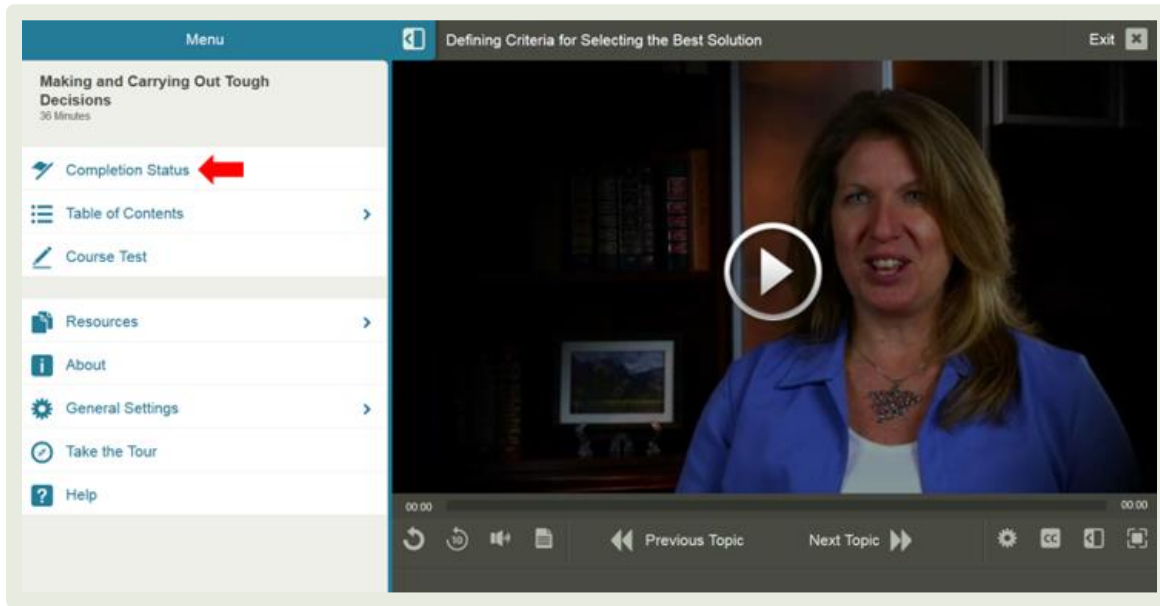 Menu
Defining Criteria for Selecting the Best Solution
Exit
Making and Carrying Out Tough
Decisions
36 Minutes
Completion Status
Table of Contents
Course Test
Resources
About
General Settings
Take the Tour
Help
00:00
00:00
10
Previous Topic
Next Topic
CC